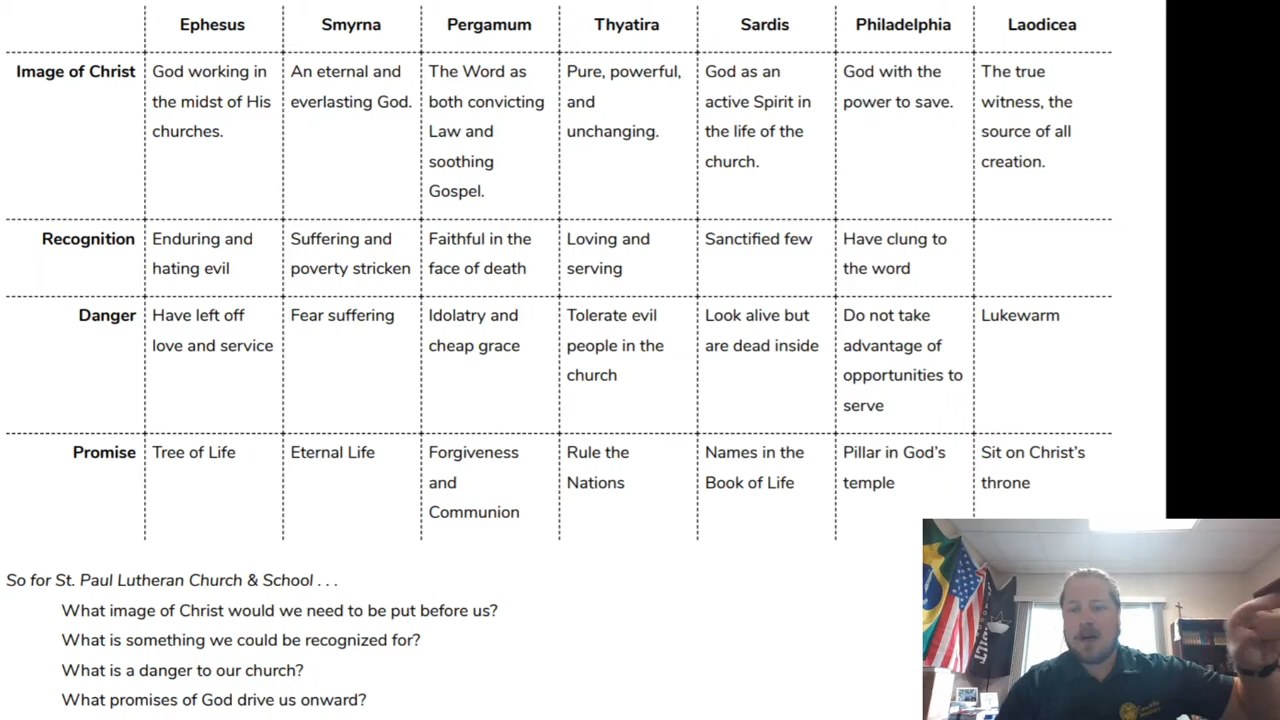 Ephesus Smyrna Pergamum Thyatira Sardis Philadelphia Laodicea
Image of Christ God working in An eternal and The Word as Pure, powerful, God as an God with the The true
the midst of His everlasting God. both convicting and active Spirit in power to save. witness, the
churches. Law and unchanging. the life of the source of all
soothing church. creation.
Gospel.
Recognition Enduring and Suffering and Faithful in the Loving and Sanctified few Have clung to
hating evil poverty stricken face of death serving the word
Danger Have left off Fear suffering Idolatry and Tolerate evil Look alive but Do not take Lukewarm
love and service cheap grace people in the are dead inside advantage of
church opportunities to
serve
Promise Tree of Life Eternal Life Forgiveness Rule the Names in the Pillar in God's Sit on Christ's
and Nations Book of Life temple throne
Communion
So for St. Paul Lutheran Church & School . . .
What image of Christ would we need to be put before us?
What is something we could be recognized for?
What is a danger to our church?
What promises of God drive us onward?